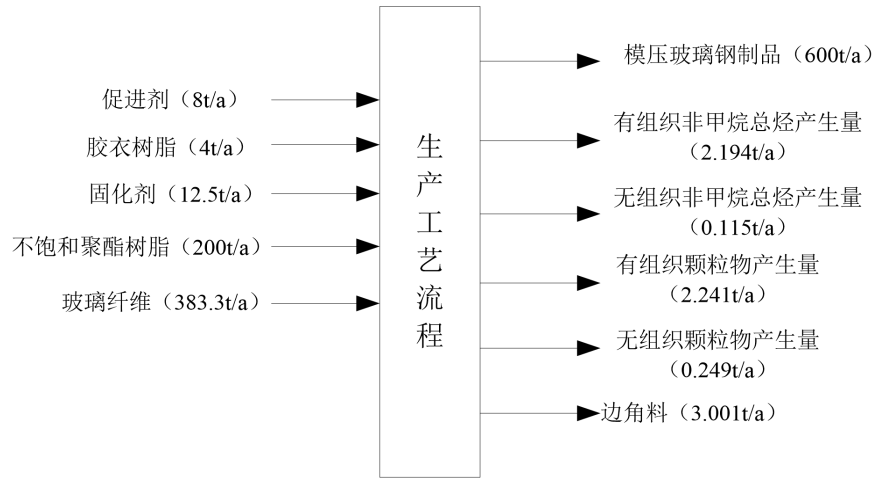 促进剂（8t/a）
胶衣树脂（4t/a）
固化剂（12.5t/a）
不饱和聚酯树脂（200t/a）
玻璃纤维（383.3t/a）
生产工艺流程
模压玻璃钢制品（600t/a）
有组织非甲烷总烃产生量
（2.194t/a）
无组织非甲烷总烃产生量
（0.115t/a）
有组织颗粒物产生量
（2.241t/a）
无组织颗粒物产生量
（0.249t/a）
边角料（3.001t/a）